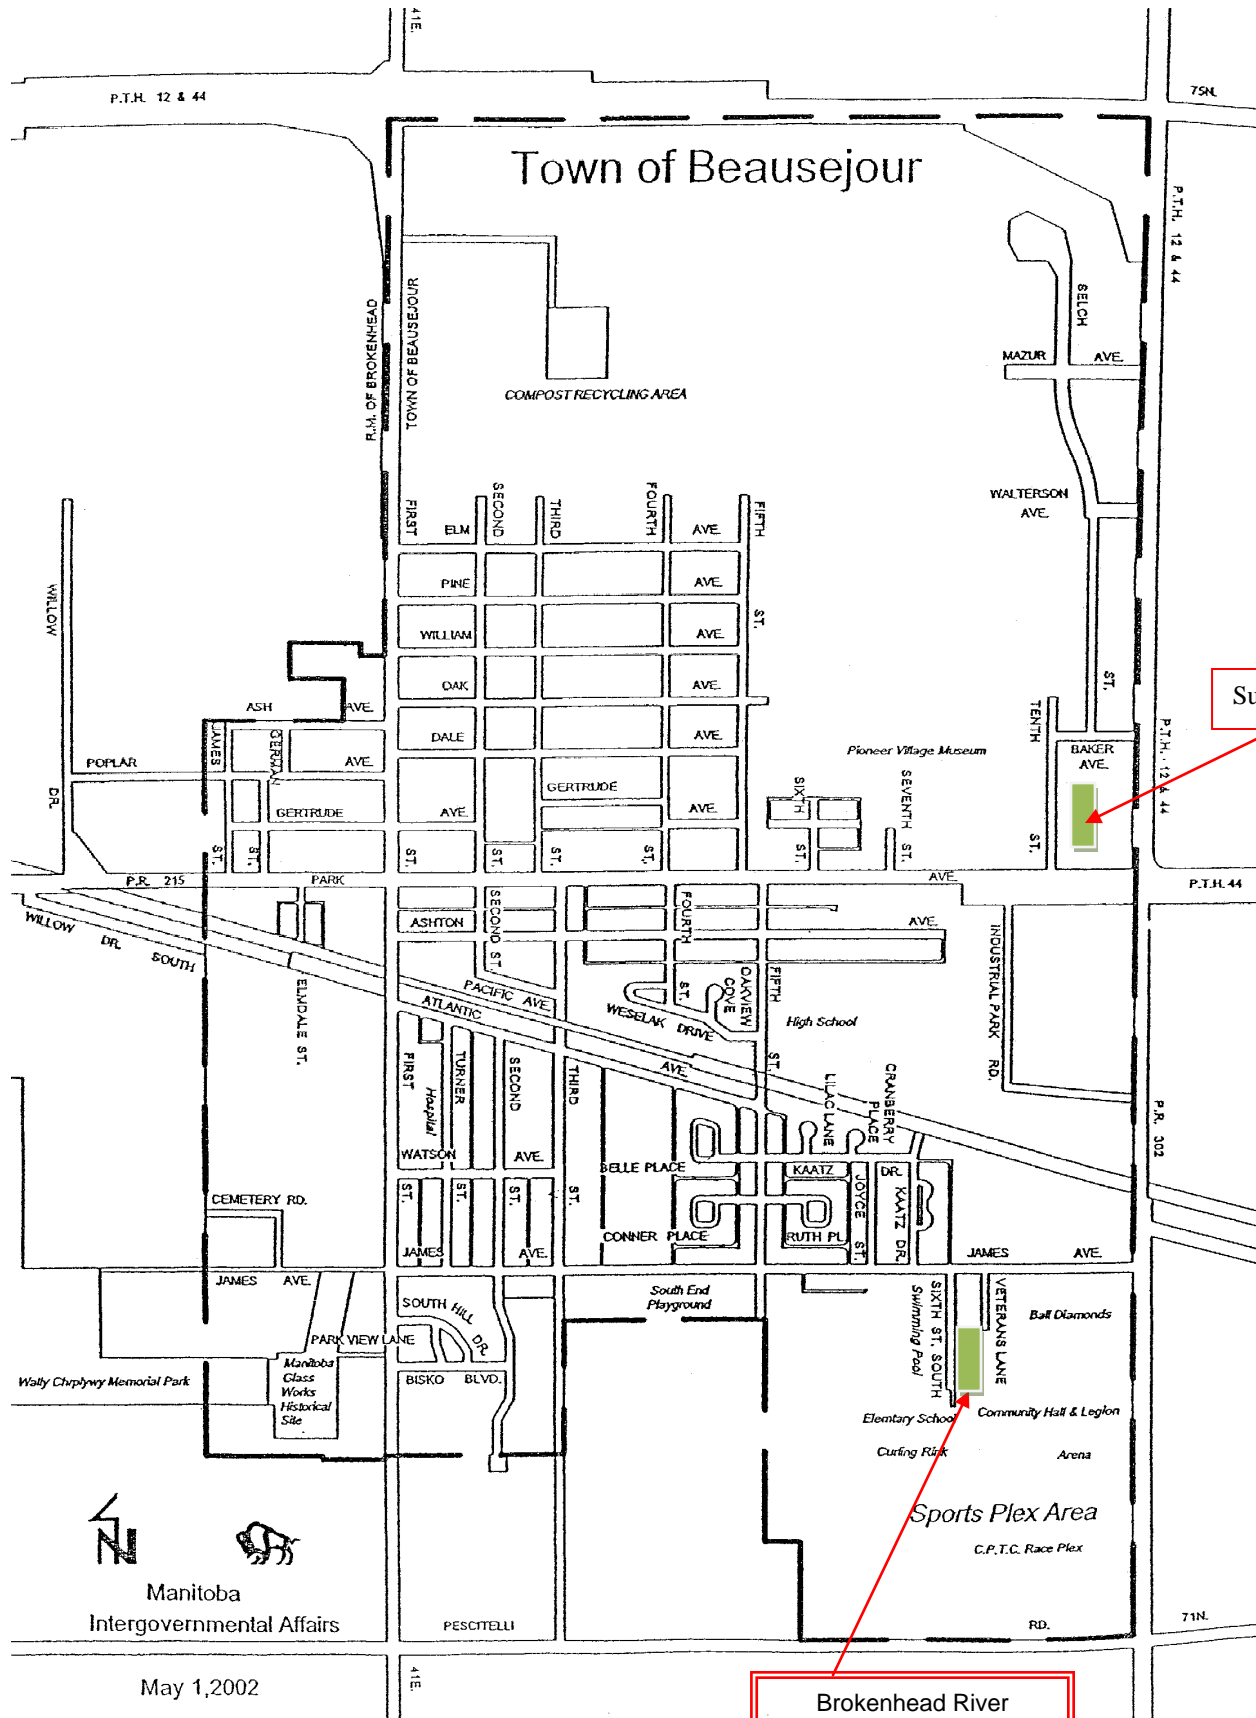 41E.
P.T.H. 12 & 44
75N.
Town of Beausejour
P.T.H. 12 & 44
SELCH
R.M. OF BROKENHEAD
TOWN OF BEAUSEJOUR
MAZUR AVE.
COMPOST RECYCLING AREA
WALTERSON
AVE.
FIRST
SECOND
THIRD
FOURTH
FIFTH
ELM AVE.
PINE AVE.
WILLIAM AVE.
ST.
WILLOW
OAK AVE.
ST.
ASH AVE.
TENTH
P.T.H. 12 & 44
JAMES
GERMAN
DALE AVE.
Pioneer Village Museum
BAKER
AVE.
POPLAR AVE.
DR.
GERTRUDE AVE.
GERTRUDE AVE.
SIXTH
SEVENTH
ST.
ST.
ST.
ST.
ST.
ST.
ST.
ST.
ST.
P.R. 215
PARK AVE.
P.T.H. 44
WILLOW DR. SOUTH
ASHTON AVE.
SECOND ST.
FOURTH
ST.
INDUSTRIAL PARK RD.
ELMDALE ST.
PACIFIC AVE.
ATLANTIC AVE.
WESELAK DRIVE
OAKVIEW
COVE
FIFTH
ST.
High School
FIRST
Hospital
TURNER
SECOND
THIRD
LILAC LANE
CRANBERRY
PLACE
P.R. 302
WATSON AVE.
BELLE PLACE
KAATZ DR.
CEMETERY RD.
ST.
ST.
ST.
ST.
JOYCE ST.
KAATZ DR.
CONNER PLACE
RUTH PL.
JAMES AVE.
JAMES AVE.
JAMES AVE.
SOUTH HILL DR.
South End
Playground
SIXTH ST. SOUTH
Swimming Pool
VETERANS LANE
Ball Diamonds
PARK VIEW LANE
Manitoba
Glass
Works
Historical
Site
BISKO BLVD.
Wally Chrplywy Memorial Park
Elemtary School
Community Hall & Legion
Curling Rink
Arena
Sports Plex Area
C.P.T.C. Race Plex
N
Manitoba
Intergovernmental Affairs
PESCITELLI RD.
71N.
41E.
May 1,2002
Brokenhead River